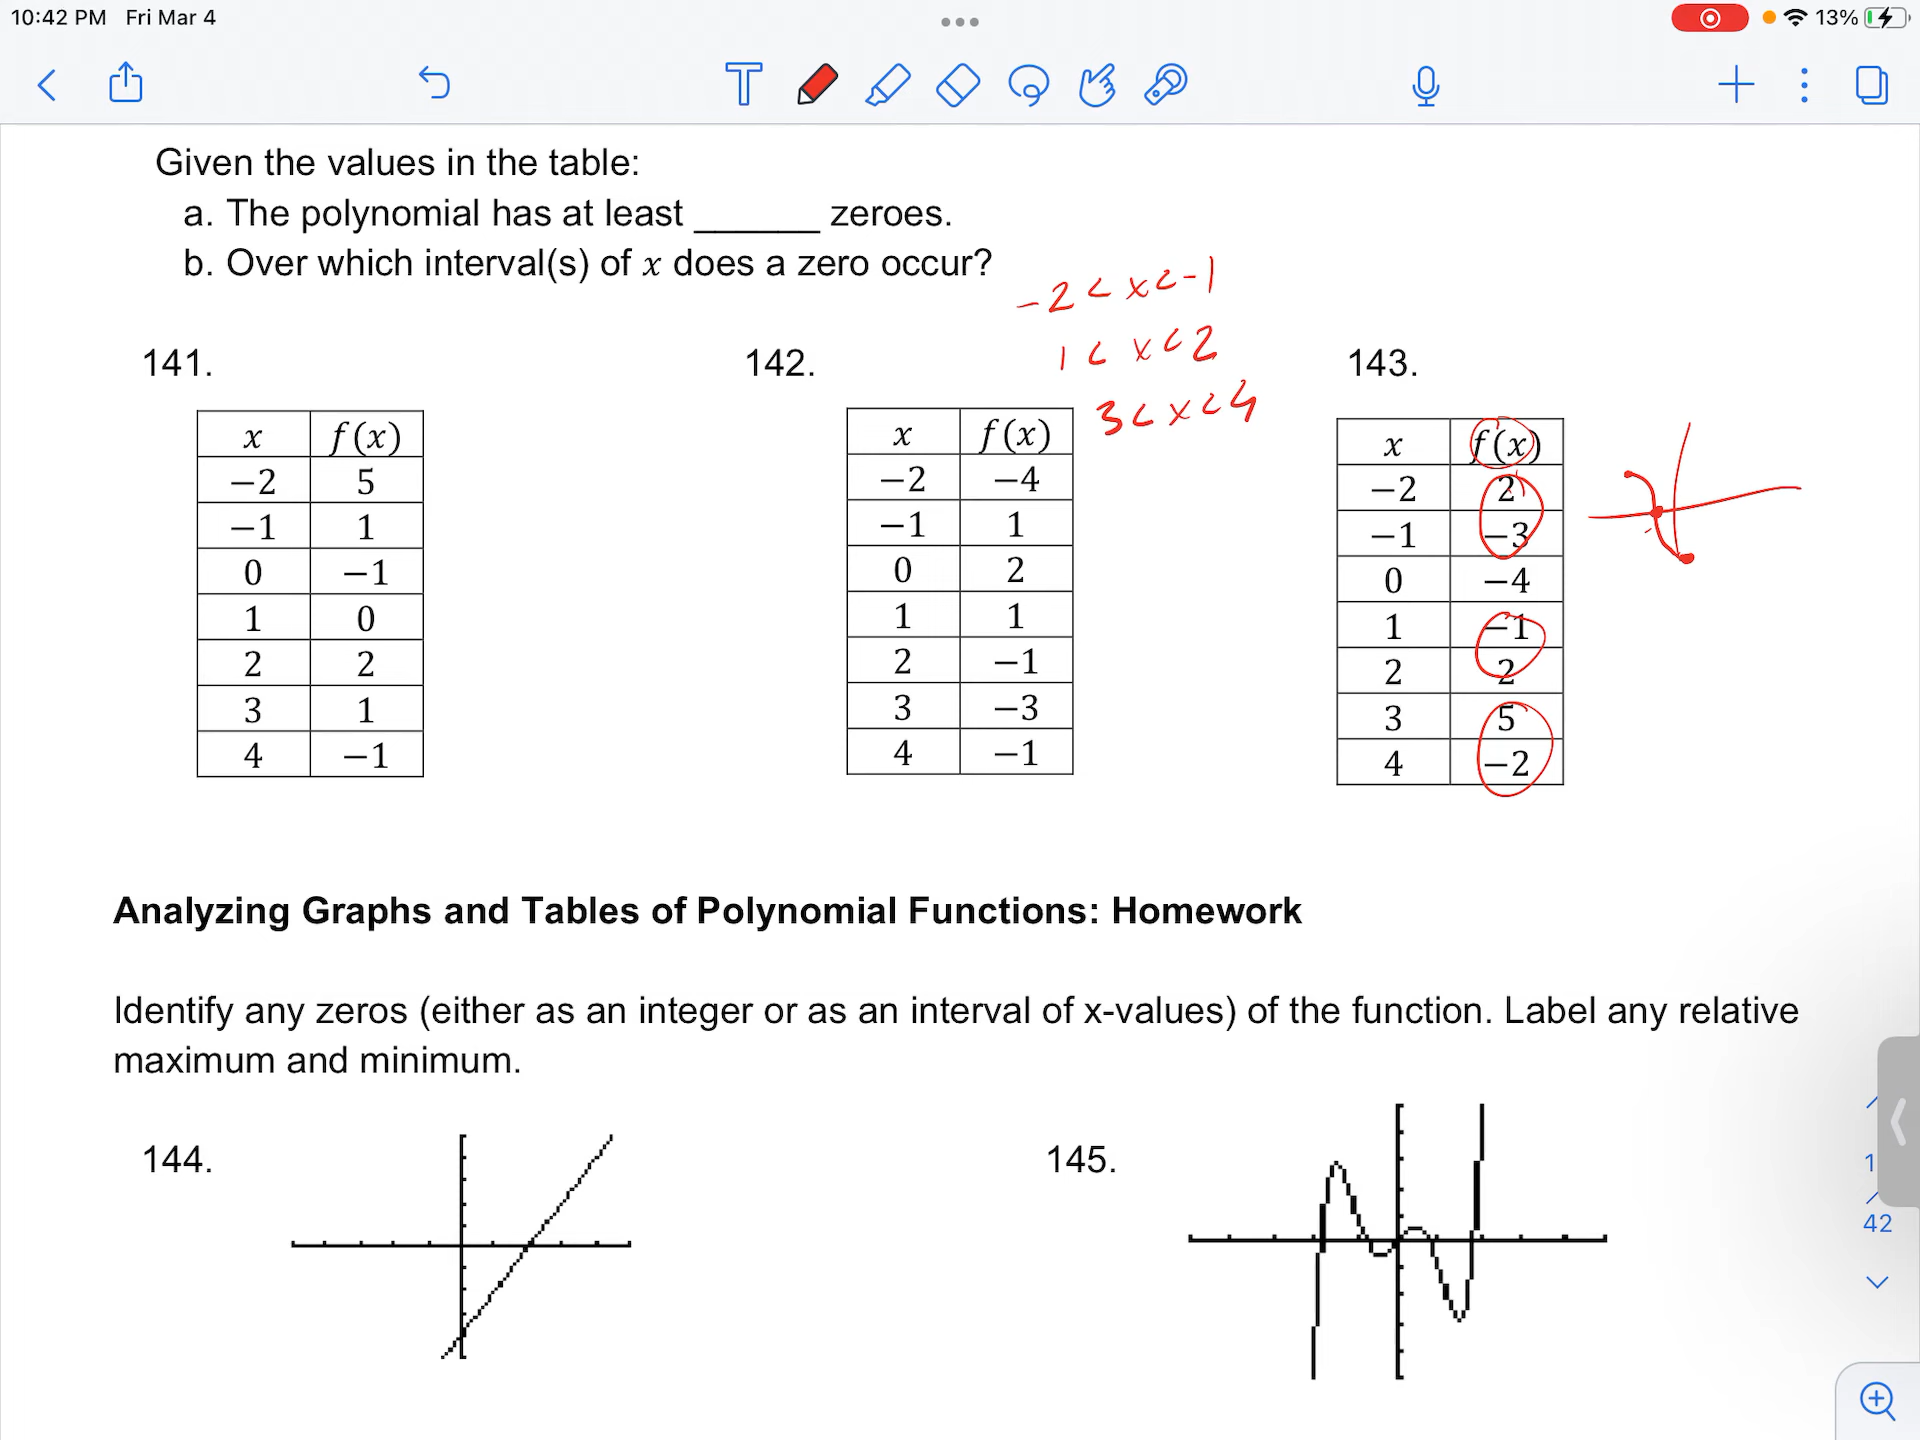 10:42 PM Fri Mar 4
13%
Given the values in the table:
a. The polynomial has at least ______ zeroes.
b. Over which interval(s) of x does a zero occur?
-2 < x < -1
1 < x < 2
3 < x < 4
141.
x f(x)
−2 5
−1 1
0 −1
1 0
2 2
3 1
4 −1
142.
x f(x)
−2 −4
−1 1
0 2
1 1
2 −1
3 −3
4 −1
143.
x f(x)
−2 2
−1 −3
0 −4
1 −1
2 2
3 5
4 −2
Analyzing Graphs and Tables of Polynomial Functions: Homework
Identify any zeros (either as an integer or as an interval of x-values) of the function. Label any relative
maximum and minimum.
144.
145.
42